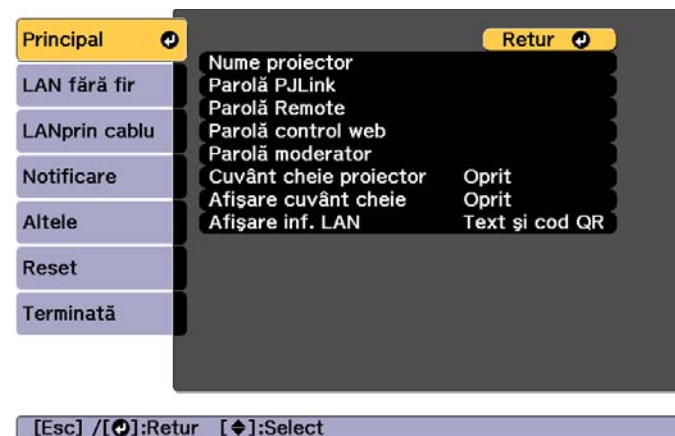 Principal
LAN fără fir
LANprin cablu
Notificare
Altele
Reset
Terminată
Retur
Nume proiector
Parolă PJLink
Parolă Remote
Parolă control web
Parolă moderator
Cuvânt cheie proiector Oprit
Afişare cuvânt cheie Oprit
Afişare inf. LAN Text şi cod QR
[Esc] /[⏎]:Retur [◆]:Select